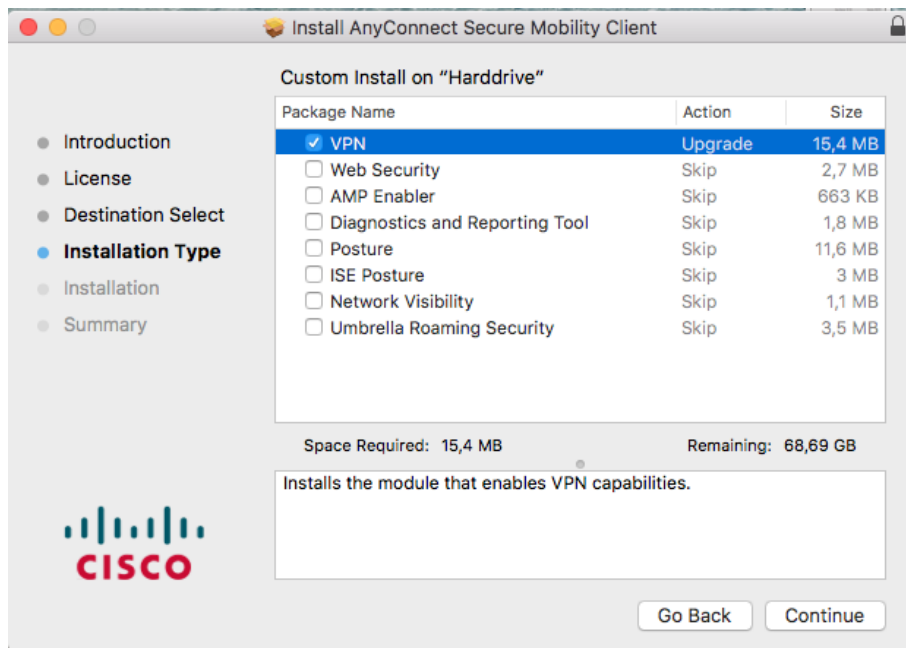 Install AnyConnect Secure Mobility Client
Custom Install on “Harddrive”
Package Name Action Size
VPN Upgrade 15,4 MB
Web Security Skip 2,7 MB
AMP Enabler Skip 663 KB
Diagnostics and Reporting Tool Skip 1,8 MB
Posture Skip 11,6 MB
ISE Posture Skip 3 MB
Network Visibility Skip 1,1 MB
Umbrella Roaming Security Skip 3,5 MB
Introduction
License
Destination Select
Installation Type
Installation
Summary
Space Required: 15,4 MB Remaining: 68,69 GB
Installs the module that enables VPN capabilities.
CISCO
Go Back Continue